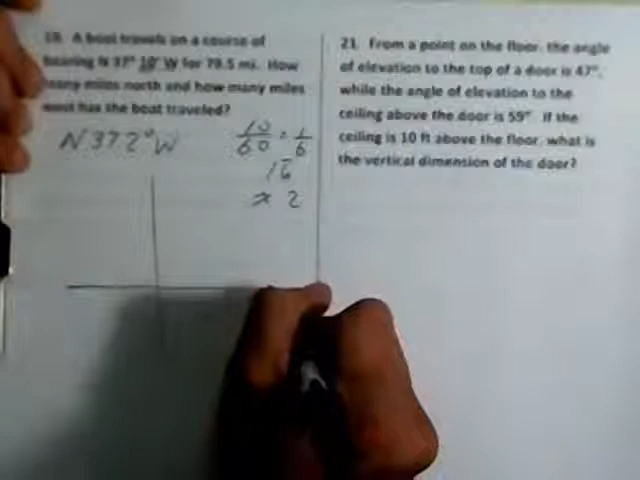 19. A boat travels on a course of
bearing N 37° 10' W for 79.5 mi. How
many miles north and how many miles
west has the boat traveled?
N 37 2° W
10/60 = 1/6
.16
≈ .2
21. From a point on the floor, the angle
of elevation to the top of a door is 47°,
while the angle of elevation to the
ceiling above the door is 59°. If the
ceiling is 10 ft above the floor, what is
the vertical dimension of the door?